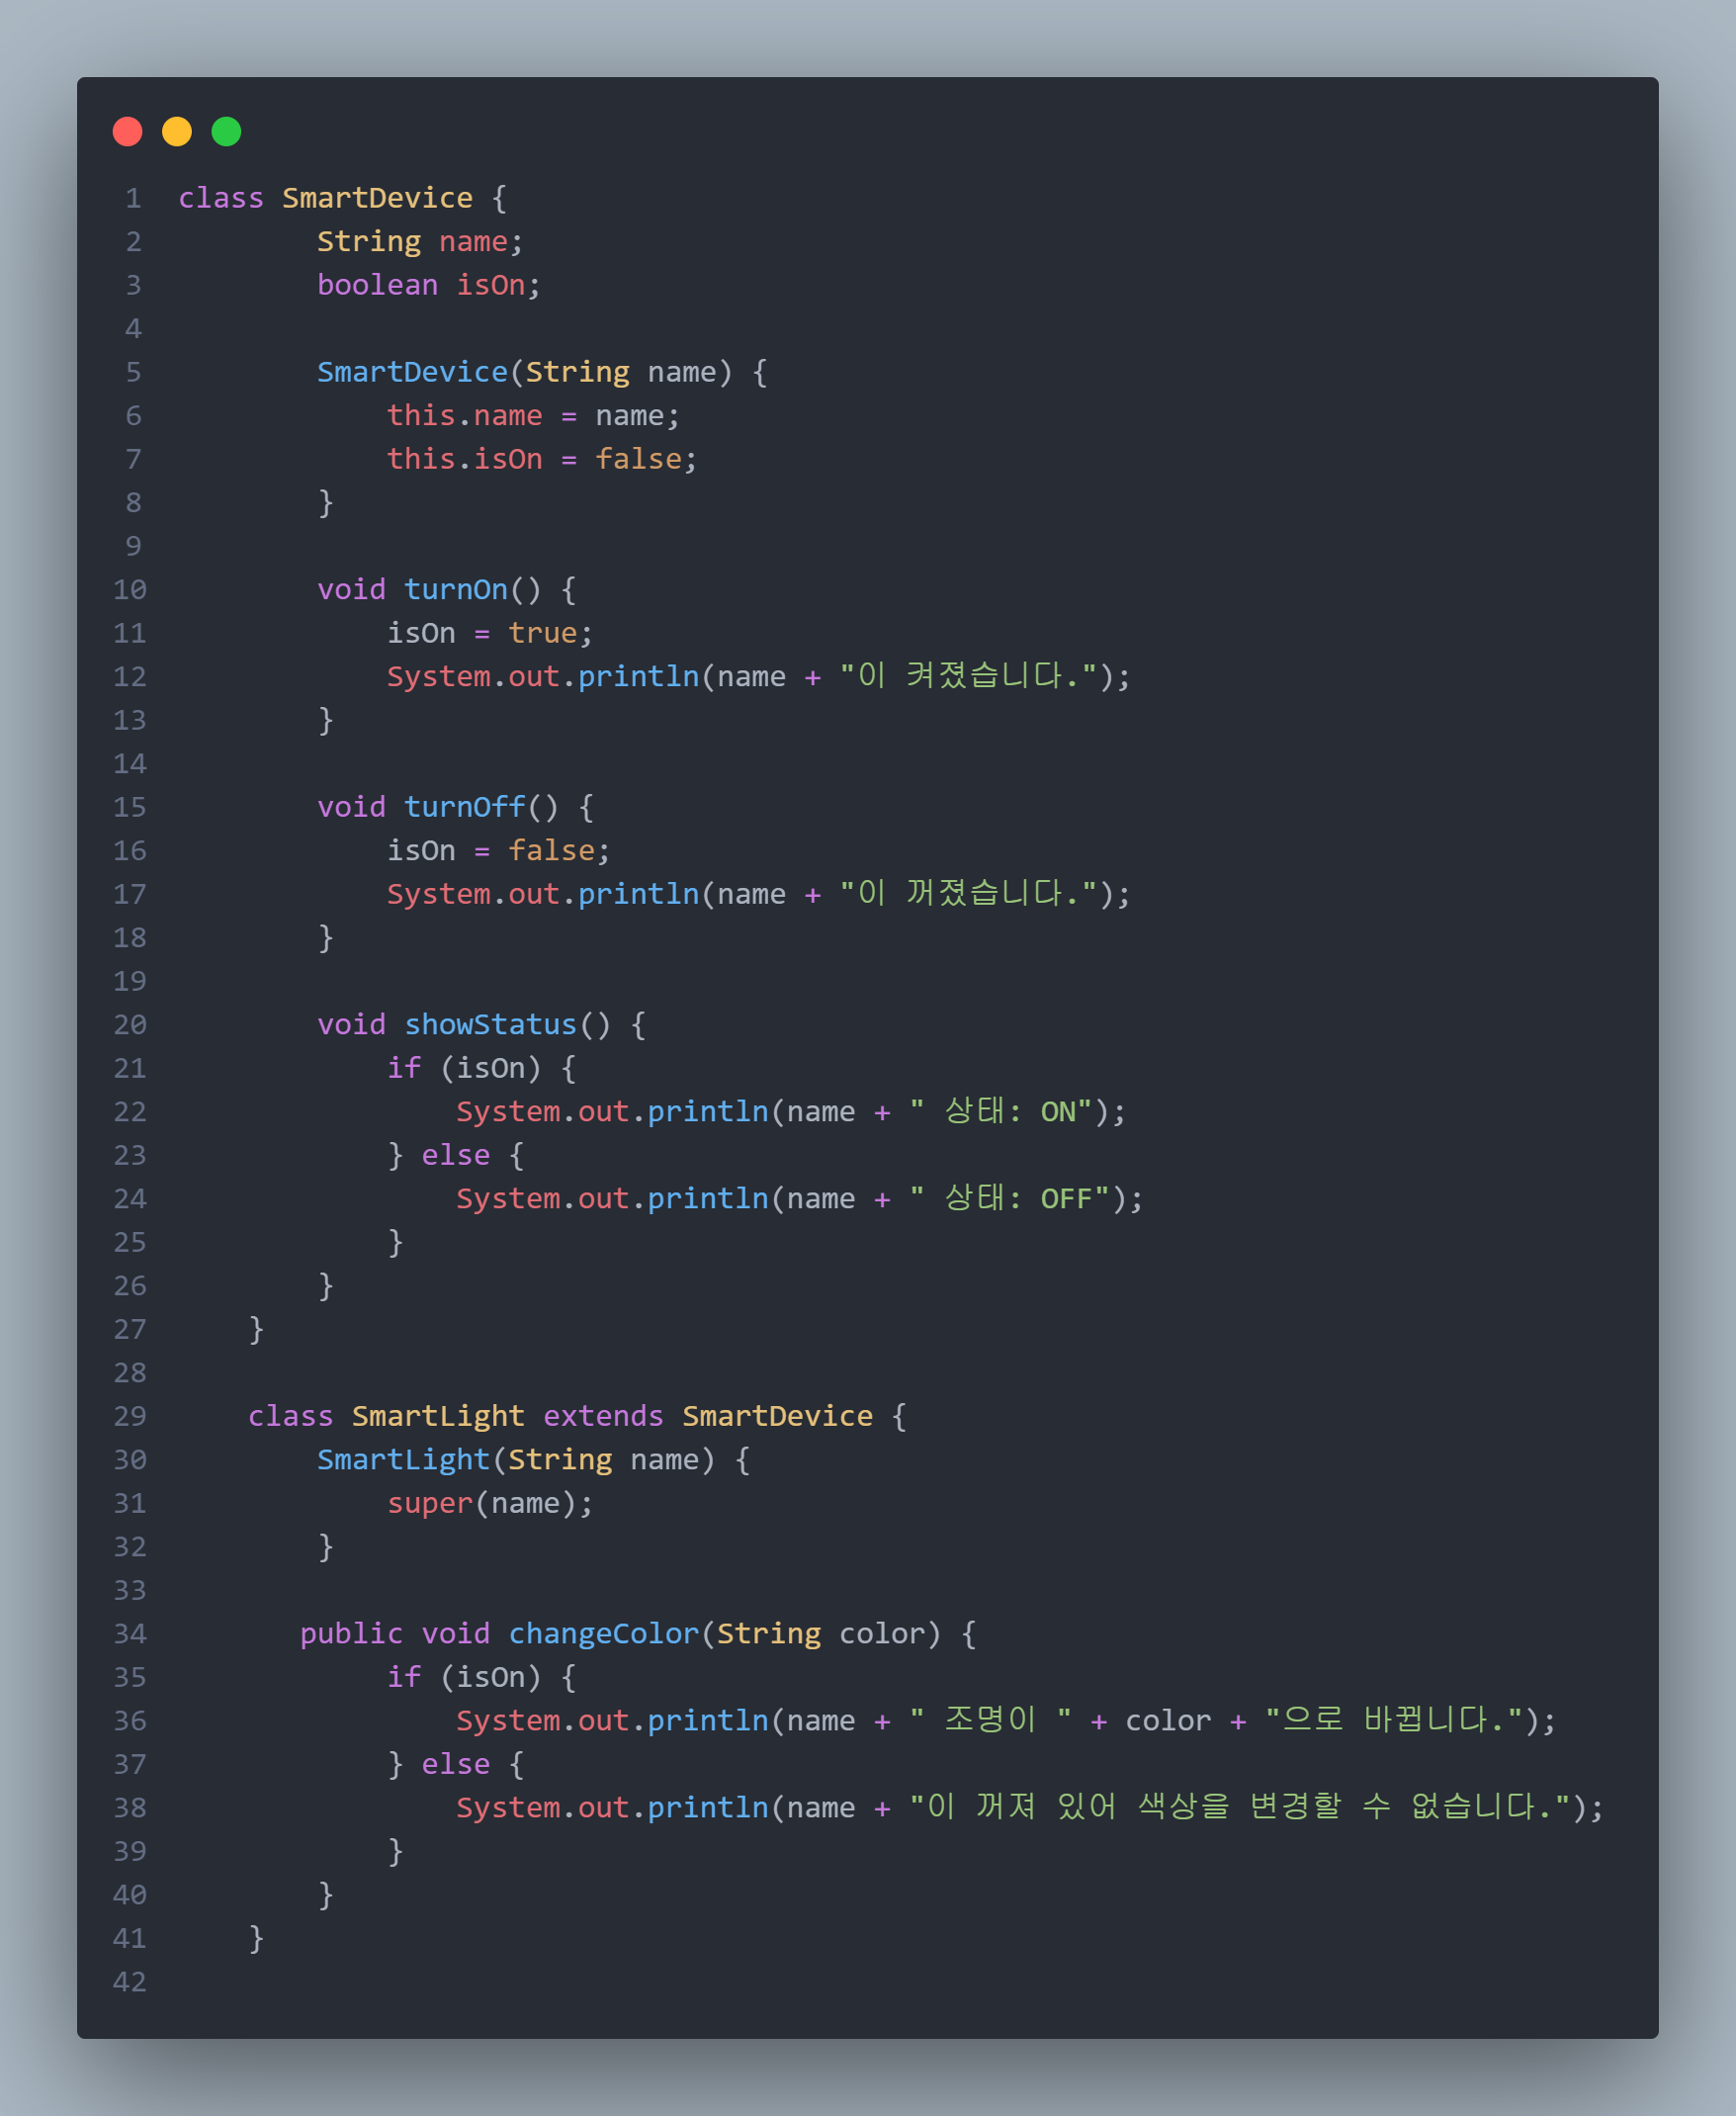 1 class SmartDevice {
2         String name;
3         boolean isOn;
4
5         SmartDevice(String name) {
6             this.name = name;
7             this.isOn = false;
8         }
9
10         void turnOn() {
11             isOn = true;
12             System.out.println(name + "이 켜졌습니다.");
13         }
14
15         void turnOff() {
16             isOn = false;
17             System.out.println(name + "이 꺼졌습니다.");
18         }
19
20         void showStatus() {
21             if (isOn) {
22                 System.out.println(name + " 상태: ON");
23             } else {
24                 System.out.println(name + " 상태: OFF");
25             }
26         }
27     }
28
29     class SmartLight extends SmartDevice {
30         SmartLight(String name) {
31             super(name);
32         }
33
34        public void changeColor(String color) {
35             if (isOn) {
36                 System.out.println(name + " 조명이 " + color + "으로 바뀝니다.");
37             } else {
38                 System.out.println(name + "이 꺼져 있어 색상을 변경할 수 없습니다.");
39             }
40         }
41     }
42